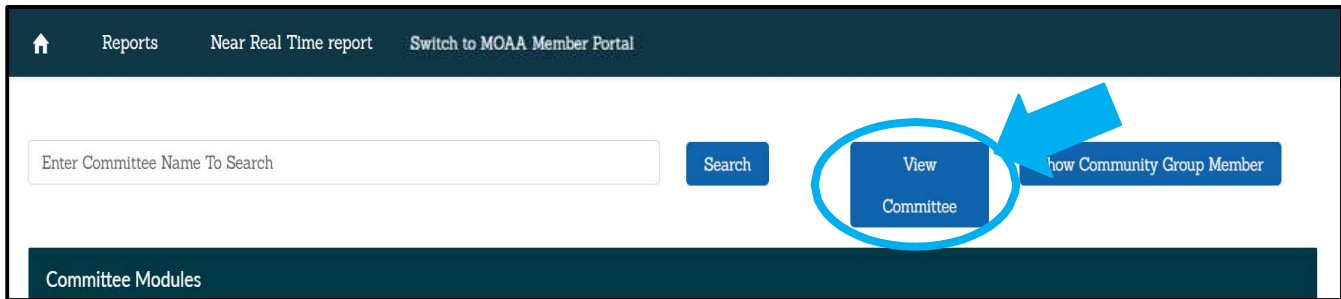 Reports Near Real Time report Switch to MOAA Member Portal
Enter Committee Name To Search Search View Committee how Community Group Member
Committee Modules